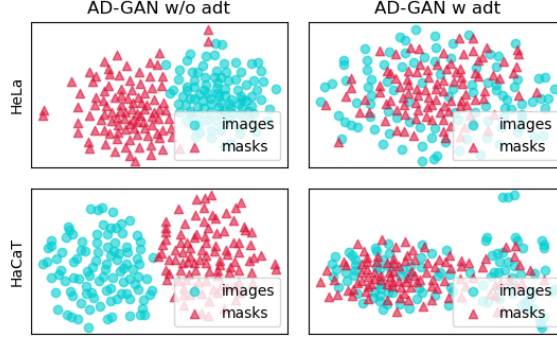 AD-GAN w/o adt
AD-GAN w adt
HeLa
images
masks
images
masks
HaCaT
images
masks
images
masks